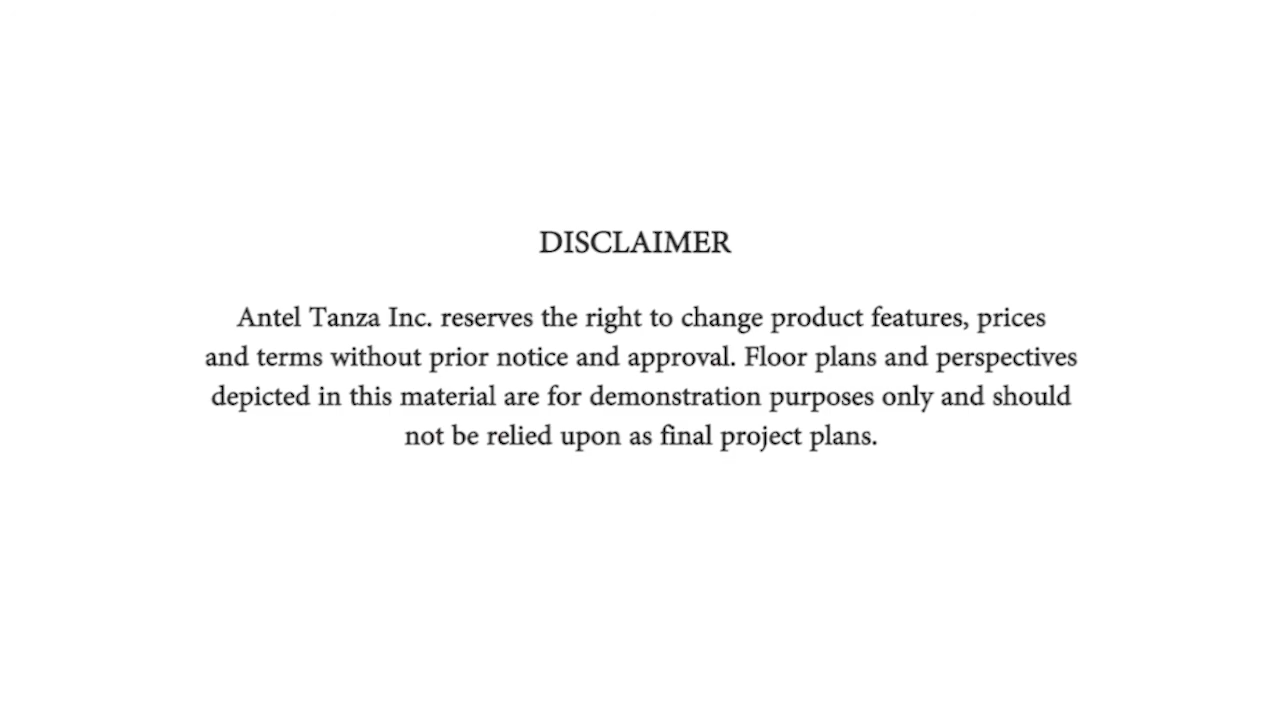 DISCLAIMER
Antel Tanza Inc. reserves the right to change product features, prices
and terms without prior notice and approval. Floor plans and perspectives
depicted in this material are for demonstration purposes only and should
not be relied upon as final project plans.